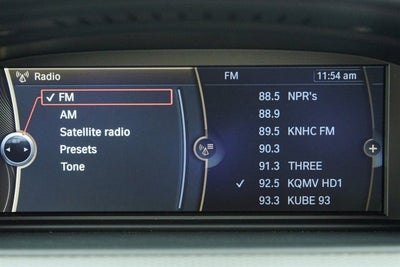 Radio FM 11:54 am
✓ FM
AM
Satellite radio
Presets
Tone
88.5 NPR's
88.9
89.5 KNHC FM
90.3
91.3 THREE
✓ 92.5 KQMV HD1
93.3 KUBE 93